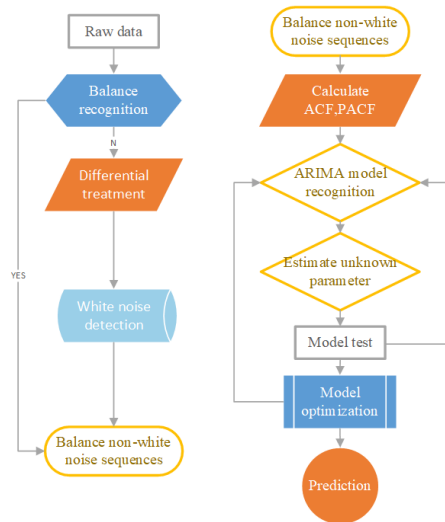 Raw data
Balance
recognition
N
Differential
treatment
YES
White noise
detection
Balance non-white
noise sequences
Balance non-white
noise sequences
Calculate
ACF,PACF
ARIMA model
recognition
Estimate unknown
parameter
Model test
Model
optimization
Prediction